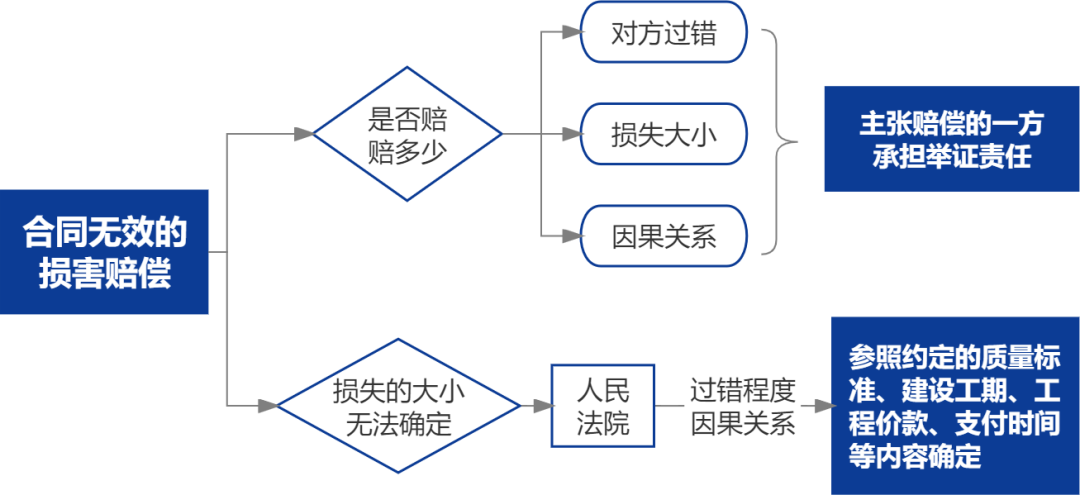 合同无效的
损害赔偿
是否赔
赔多少
对方过错
损失大小
因果关系
主张赔偿的一方
承担举证责任
损失的大小
无法确定
人民
法院
过错程度
因果关系
参照约定的质量标
准、建设工期、工
程价款、支付时间
等内容确定